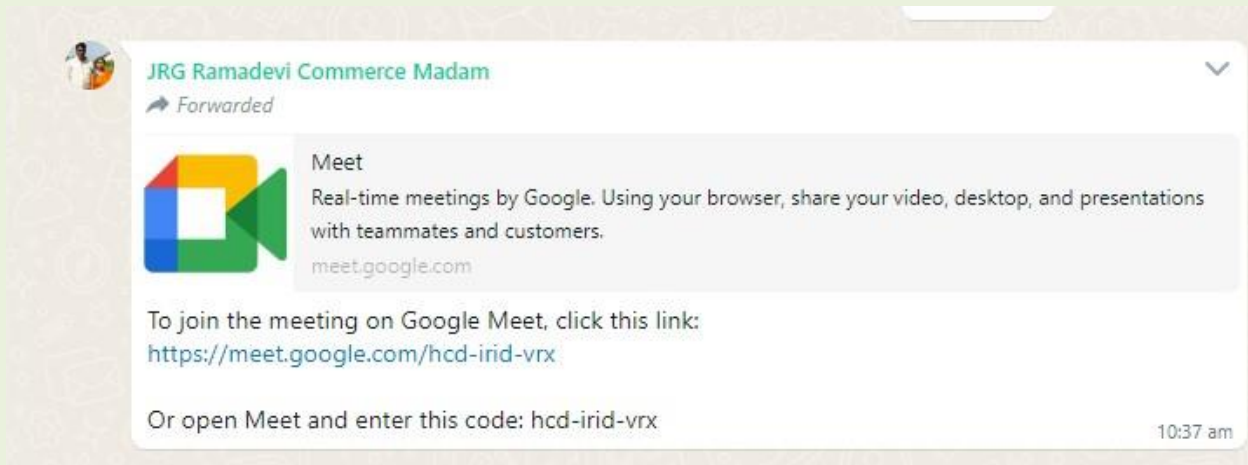 JRG Ramadevi Commerce Madam
Forwarded
Meet
Real-time meetings by Google. Using your browser, share your video, desktop, and presentations
with teammates and customers.
meet.google.com
To join the meeting on Google Meet, click this link:
https://meet.google.com/hcd-irid-vrx
Or open Meet and enter this code: hcd-irid-vrx
10:37 am